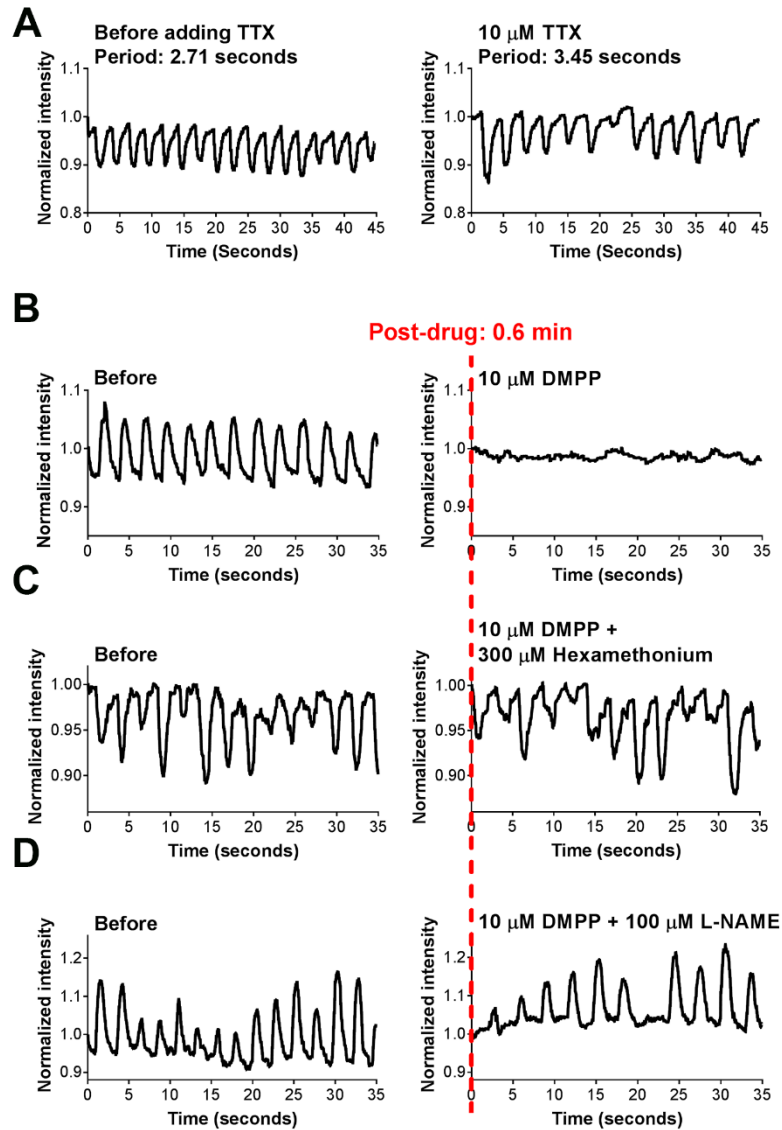 A
Before adding TTX
Period: 2.71 seconds
Normalized intensity
1.1
1.0
0.9
0.8
0 5 10 15 20 25 30 35 40 45
Time (Seconds)
10 μM TTX
Period: 3.45 seconds
Normalized intensity
1.1
1.0
0.9
0.8
0 5 10 15 20 25 30 35 40 45
Time (Seconds)
B
Post-drug: 0.6 min
Before
Normalized intensity
1.1
1.0
0.9
0 5 10 15 20 25 30 35
Time (seconds)
10 μM DMPP
Normalized intensity
1.1
1.0
0.9
0 5 10 15 20 25 30 35
Time (seconds)
C
Before
Normalized intensity
1.00
0.95
0.90
0 5 10 15 20 25 30 35
Time (seconds)
10 μM DMPP +
300 μM Hexamethonium
Normalized intensity
1.00
0.95
0.90
0 5 10 15 20 25 30 35
Time (seconds)
D
Before
Normalized intensity
1.2
1.1
1.0
0.9
0 5 10 15 20 25 30 35
Time (seconds)
10 μM DMPP + 100 μM L-NAME
Normalized intensity
1.2
1.1
1.0
0.9
0 5 10 15 20 25 30 35
Time (seconds)